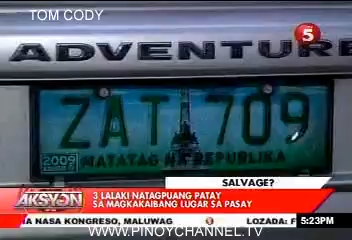 TOM CODY
5
ADVENTURE
ZAT 709
2009
MATATAG NA REPUBLIKA
SALVAGE?
AKSYON
3 LALAKI NATAGPUANG PATAY
SA MAGKAKAIBANG LUGAR SA PASAY
IA NASA KONGRESO, MALUWAG
LOZADA: F
5:23PM
WWW.PINOYCHANNEL.TV